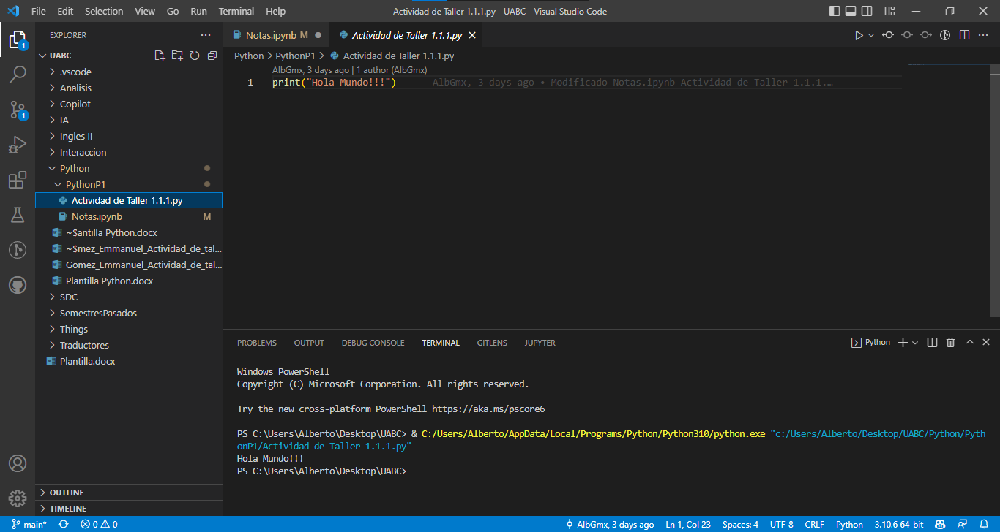 File Edit Selection View Go Run Terminal Help
Actividad de Taller 1.1.1.py - UABC - Visual Studio Code
EXPLORER
UABC
.vscode
Analisis
Copilot
IA
Ingles II
Interaccion
Python
PythonP1
Actividad de Taller 1.1.1.py
Notas.ipynb M
~$antilla Python.docx
~$mez_Emmanuel_Actividad_de_tal...
Gomez_Emmanuel_Actividad_de_tal...
Plantilla Python.docx
SDC
SemestresPasados
Things
Traductores
Plantilla.docx
OUTLINE
TIMELINE
1
1
Notas.ipynb M
Actividad de Taller 1.1.1.py
Python > PythonP1 > Actividad de Taller 1.1.1.py
AlbGmx, 3 days ago | 1 author (AlbGmx)
1 print("Hola Mundo!!!") AlbGmx, 3 days ago • Modificado Notas.ipynb Actividad de Taller 1.1.1.…
PROBLEMS OUTPUT DEBUG CONSOLE TERMINAL GITLENS JUPYTER
Python
Windows PowerShell
Copyright (C) Microsoft Corporation. All rights reserved.
Try the new cross-platform PowerShell https://aka.ms/pscore6
PS C:\Users\Alberto\Desktop\UABC> & C:/Users/Alberto/AppData/Local/Programs/Python/Python310/python.exe "c:/Users/Alberto/Desktop/UABC/Python/Pyth
onP1/Actividad de Taller 1.1.1.py"
Hola Mundo!!!
PS C:\Users\Alberto\Desktop\UABC>
main* 0 0 AlbGmx, 3 days ago Ln 1, Col 23 Spaces: 4 UTF-8 CRLF Python 3.10.6 64-bit